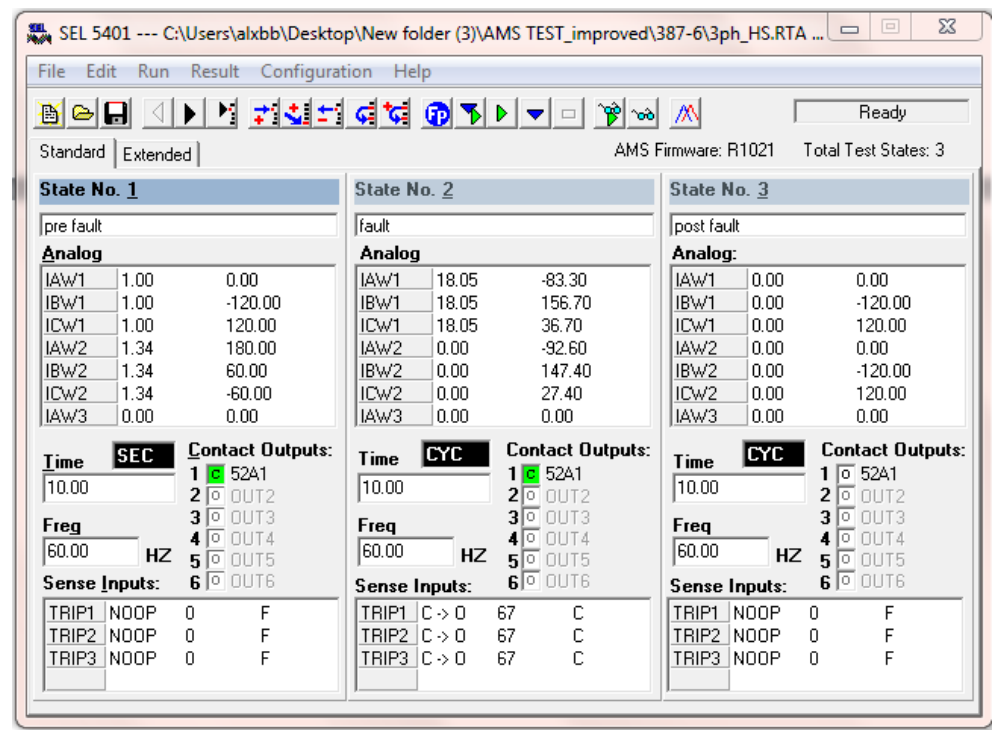 SEL 5401 --- C:\Users\alxbb\Desktop\New folder (3)\AMS TEST_improved\387-6\3ph_HS.RTA ...
File Edit Run Result Configuration Help
FP
Ready
Standard Extended AMS Firmware: R1021 Total Test States: 3
State No. 1
pre fault
Analog
IAW1 1.00 0.00
IBW1 1.00 -120.00
ICW1 1.00 120.00
IAW2 1.34 180.00
IBW2 1.34 60.00
ICW2 1.34 -60.00
IAW3 0.00 0.00
Time SEC
10.00
Freq
60.00 HZ
Contact Outputs:
1 C 52A1
2 O OUT2
3 O OUT3
4 O OUT4
5 O OUT5
6 O OUT6
Sense Inputs:
TRIP1 NOOP 0 F
TRIP2 NOOP 0 F
TRIP3 NOOP 0 F
State No. 2
fault
Analog
IAW1 18.05 -83.30
IBW1 18.05 156.70
ICW1 18.05 36.70
IAW2 0.00 -92.60
IBW2 0.00 147.40
ICW2 0.00 27.40
IAW3 0.00 0.00
Time CYC
10.00
Freq
60.00 HZ
Contact Outputs:
1 C 52A1
2 O OUT2
3 O OUT3
4 O OUT4
5 O OUT5
6 O OUT6
Sense Inputs:
TRIP1 C -> O 67 C
TRIP2 C -> O 67 C
TRIP3 C -> O 67 C
State No. 3
post fault
Analog:
IAW1 0.00 0.00
IBW1 0.00 -120.00
ICW1 0.00 120.00
IAW2 0.00 0.00
IBW2 0.00 -120.00
ICW2 0.00 120.00
IAW3 0.00 0.00
Time CYC
10.00
Freq
60.00 HZ
Contact Outputs:
1 O 52A1
2 O OUT2
3 O OUT3
4 O OUT4
5 O OUT5
6 O OUT6
Sense Inputs:
TRIP1 NOOP 0 F
TRIP2 NOOP 0 F
TRIP3 NOOP 0 F